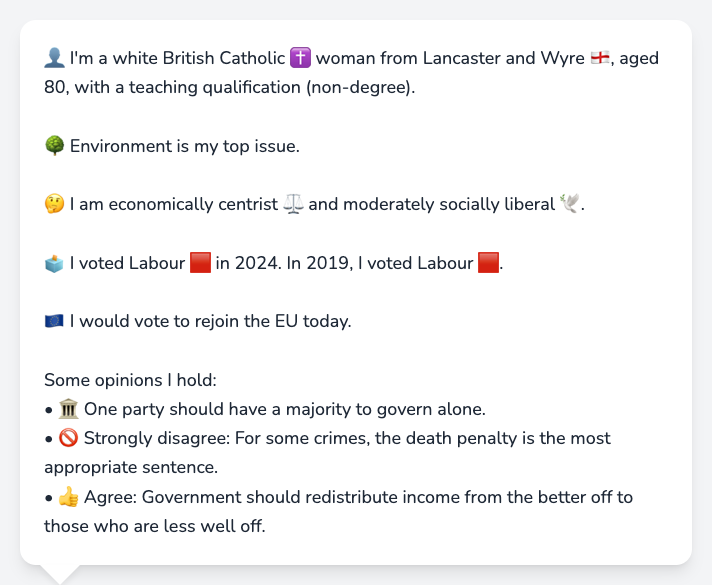 👤 I'm a white British Catholic ✝️ woman from Lancaster and Wyre 🏴󠁧󠁢󠁥󠁮󠁧󠁿, aged
80, with a teaching qualification (non-degree).
🌳 Environment is my top issue.
🤔 I am economically centrist ⚖️ and moderately socially liberal 🕊️.
🗳️ I voted Labour 🟥 in 2024. In 2019, I voted Labour 🟥.
🇪🇺 I would vote to rejoin the EU today.
Some opinions I hold:
• 🏛️ One party should have a majority to govern alone.
• 🚫 Strongly disagree: For some crimes, the death penalty is the most
appropriate sentence.
• 👍 Agree: Government should redistribute income from the better off to
those who are less well off.